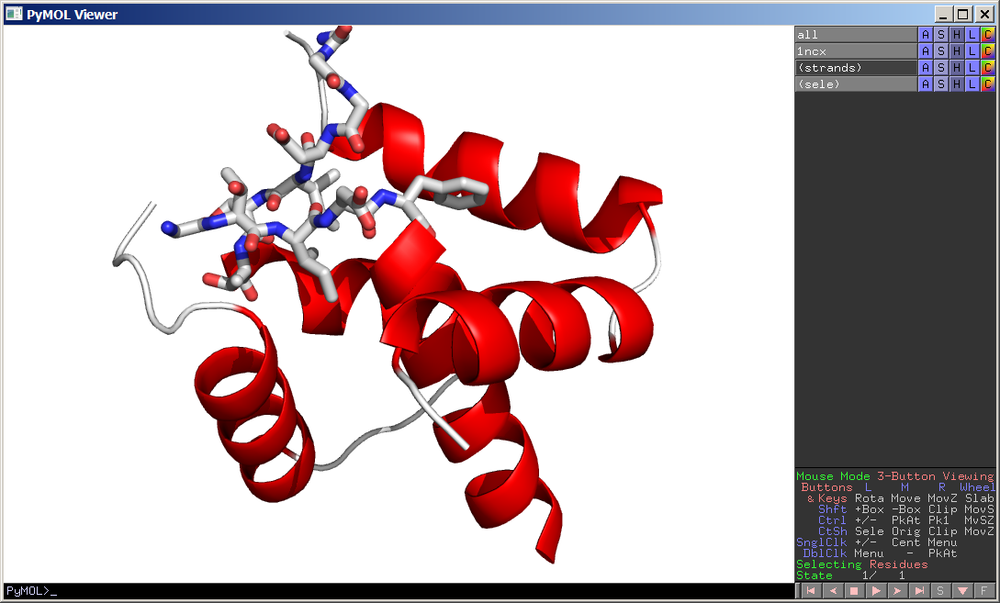 PyMOL Viewer
all A S H L C
1ncx A S H L C
(strands) A S H L C
(sele) A S H L C
Mouse Mode 3-Button Viewing
Buttons L M R Wheel
& Keys Rota Move MovZ Slab
Shft +Box -Box Clip MovS
Ctrl +/- PkAt Pk1 MvSZ
CtSh Sele Orig Clip MovZ
SnglClk +/- Cent Menu
DblClk Menu - PkAt
Selecting Residues
State 1/ 1
PyMOL>_
S F